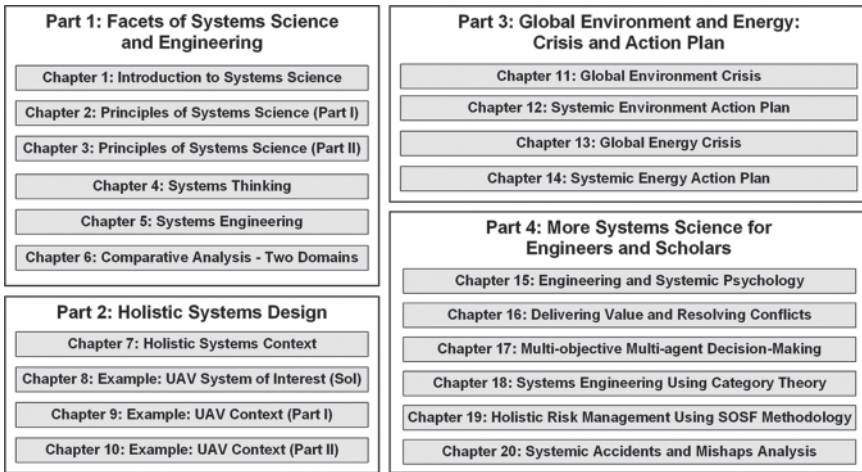 Part 1: Facets of Systems Science
and Engineering
Chapter 1: Introduction to Systems Science
Chapter 2: Principles of Systems Science (Part I)
Chapter 3: Principles of Systems Science (Part II)
Chapter 4: Systems Thinking
Chapter 5: Systems Engineering
Chapter 6: Comparative Analysis - Two Domains
Part 2: Holistic Systems Design
Chapter 7: Holistic Systems Context
Chapter 8: Example: UAV System of Interest (SoI)
Chapter 9: Example: UAV Context (Part I)
Chapter 10: Example: UAV Context (Part II)
Part 3: Global Environment and Energy:
Crisis and Action Plan
Chapter 11: Global Environment Crisis
Chapter 12: Systemic Environment Action Plan
Chapter 13: Global Energy Crisis
Chapter 14: Systemic Energy Action Plan
Part 4: More Systems Science for
Engineers and Scholars
Chapter 15: Engineering and Systemic Psychology
Chapter 16: Delivering Value and Resolving Conflicts
Chapter 17: Multi-objective Multi-agent Decision-Making
Chapter 18: Systems Engineering Using Category Theory
Chapter 19: Holistic Risk Management Using SOSF Methodology
Chapter 20: Systemic Accidents and Mishaps Analysis